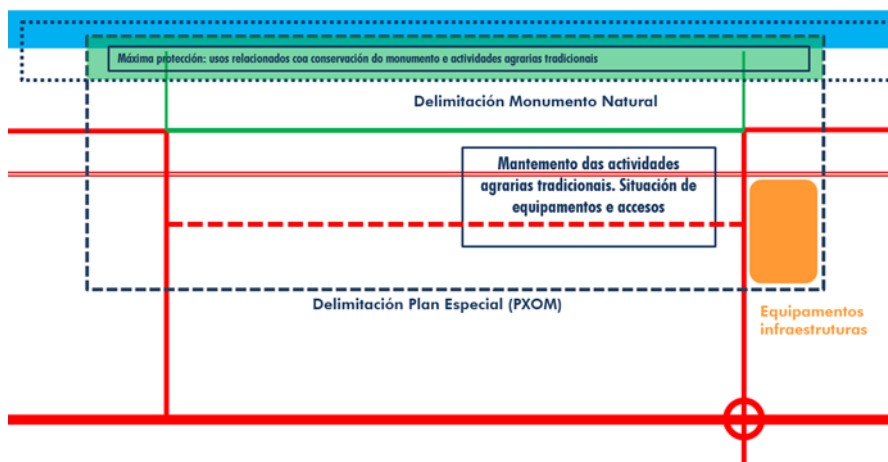 Máxima protección: usos relacionados coa conservación do monumento e actividades agrarias tradicionais
Delimitación Monumento Natural
Mantemento das actividades
agrarias tradicionais. Situación de
equipamentos e accesos
Delimitación Plan Especial (PXOM)
Equipamentos
infraestruturas